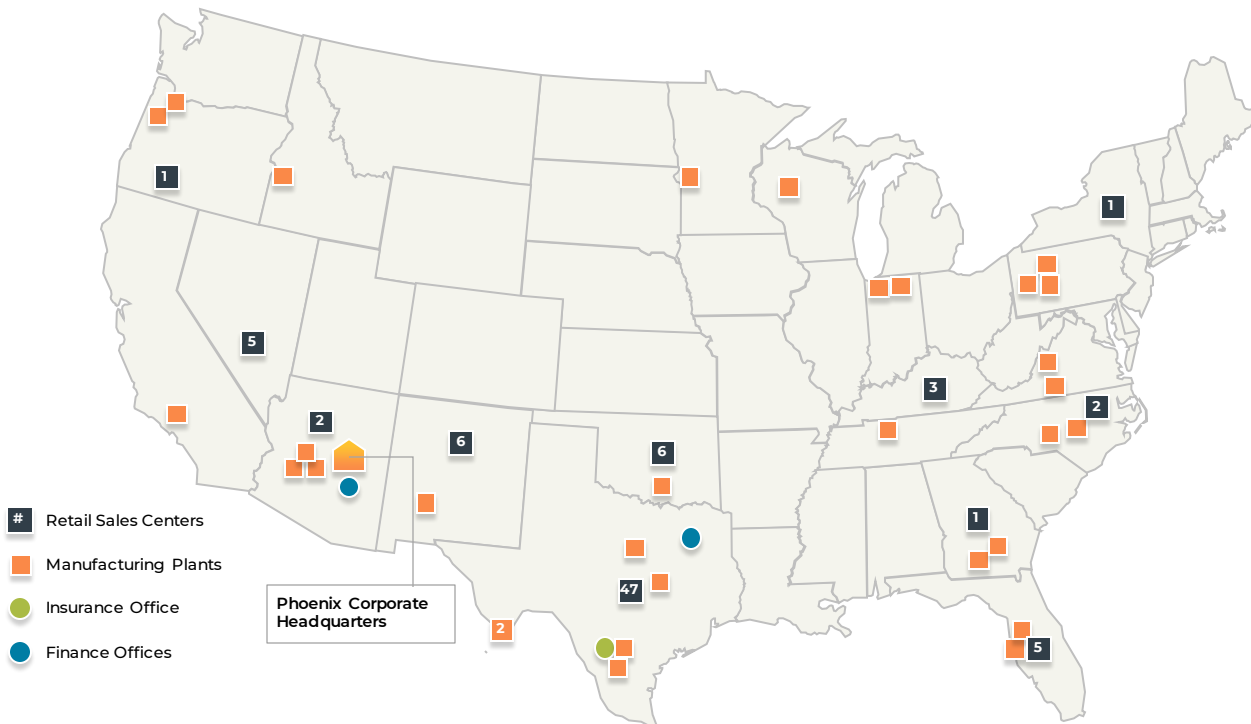 1
1
5
3
2
2
6
6
1
47
2
5
# Retail Sales Centers
Manufacturing Plants
Insurance Office
Finance Offices
Phoenix Corporate
Headquarters